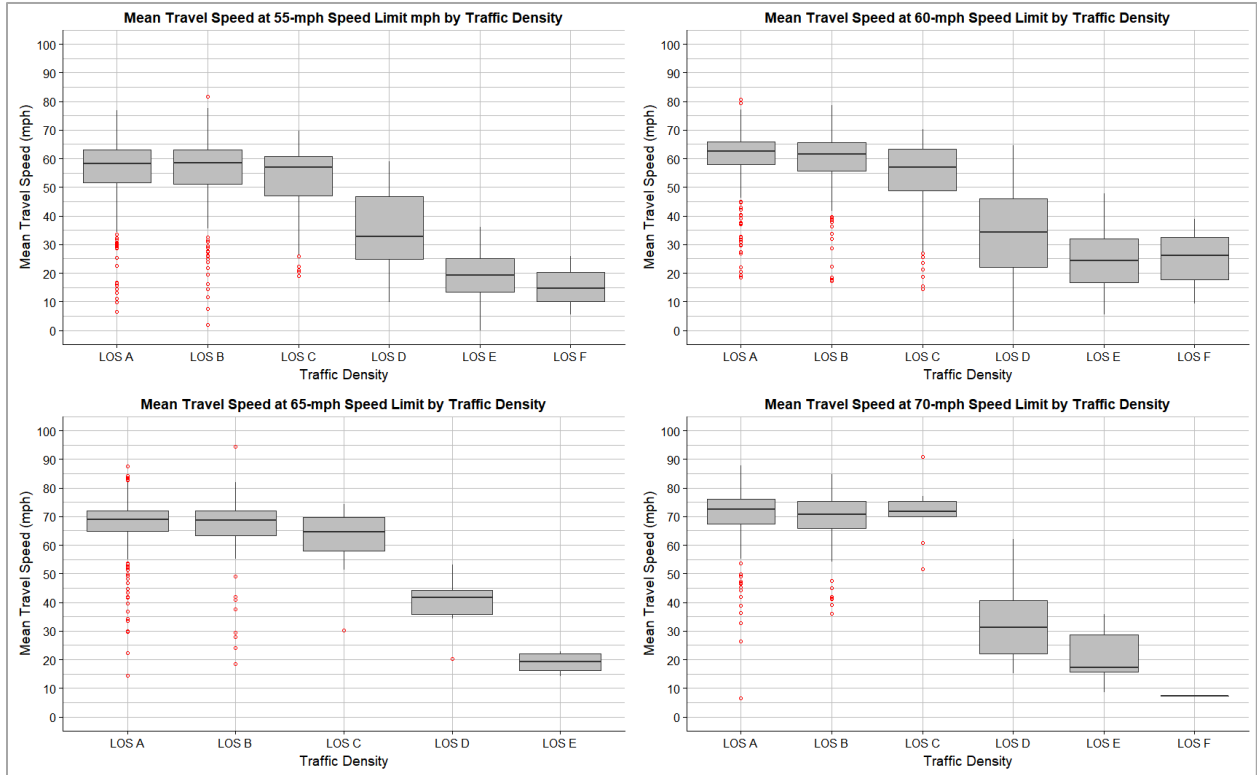 Mean Travel Speed at 55-mph Speed Limit mph by Traffic Density
Mean Travel Speed (mph)
100
90
80
70
60
50
40
30
20
10
0
LOS A LOS B LOS C LOS D LOS E LOS F
Traffic Density
Mean Travel Speed at 60-mph Speed Limit by Traffic Density
Mean Travel Speed (mph)
100
90
80
70
60
50
40
30
20
10
0
LOS A LOS B LOS C LOS D LOS E LOS F
Traffic Density
Mean Travel Speed at 65-mph Speed Limit by Traffic Density
Mean Travel Speed (mph)
100
90
80
70
60
50
40
30
20
10
0
LOS A LOS B LOS C LOS D LOS E
Traffic Density
Mean Travel Speed at 70-mph Speed Limit by Traffic Density
Mean Travel Speed (mph)
100
90
80
70
60
50
40
30
20
10
0
LOS A LOS B LOS C LOS D LOS E LOS F
Traffic Density